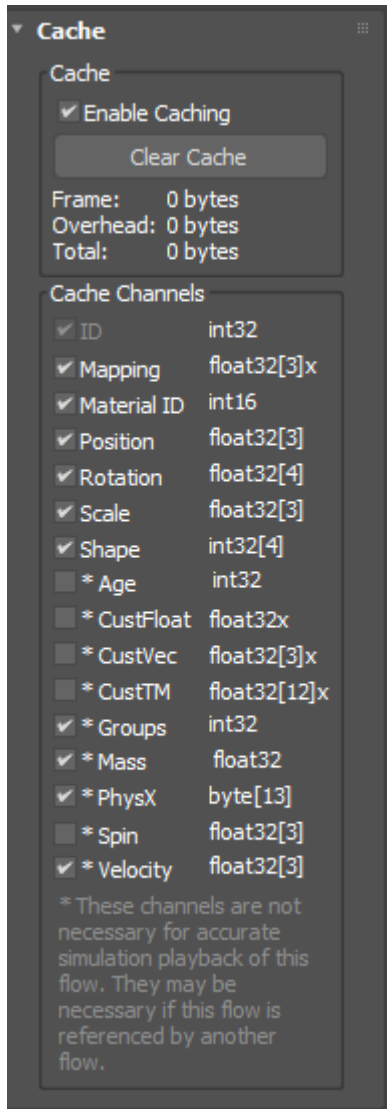 Cache
Cache
Enable Caching
Clear Cache
Frame: 0 bytes
Overhead: 0 bytes
Total: 0 bytes
Cache Channels
ID int32
Mapping float32[3]x
Material ID int16
Position float32[3]
Rotation float32[4]
Scale float32[3]
Shape int32[4]
* Age int32
* CustFloat float32x
* CustVec float32[3]x
* CustTM float32[12]x
* Groups int32
* Mass float32
* PhysX byte[13]
* Spin float32[3]
* Velocity float32[3]
* These channels are not
necessary for accurate
simulation playback of this
flow. They may be
necessary if this flow is
referenced by another
flow.